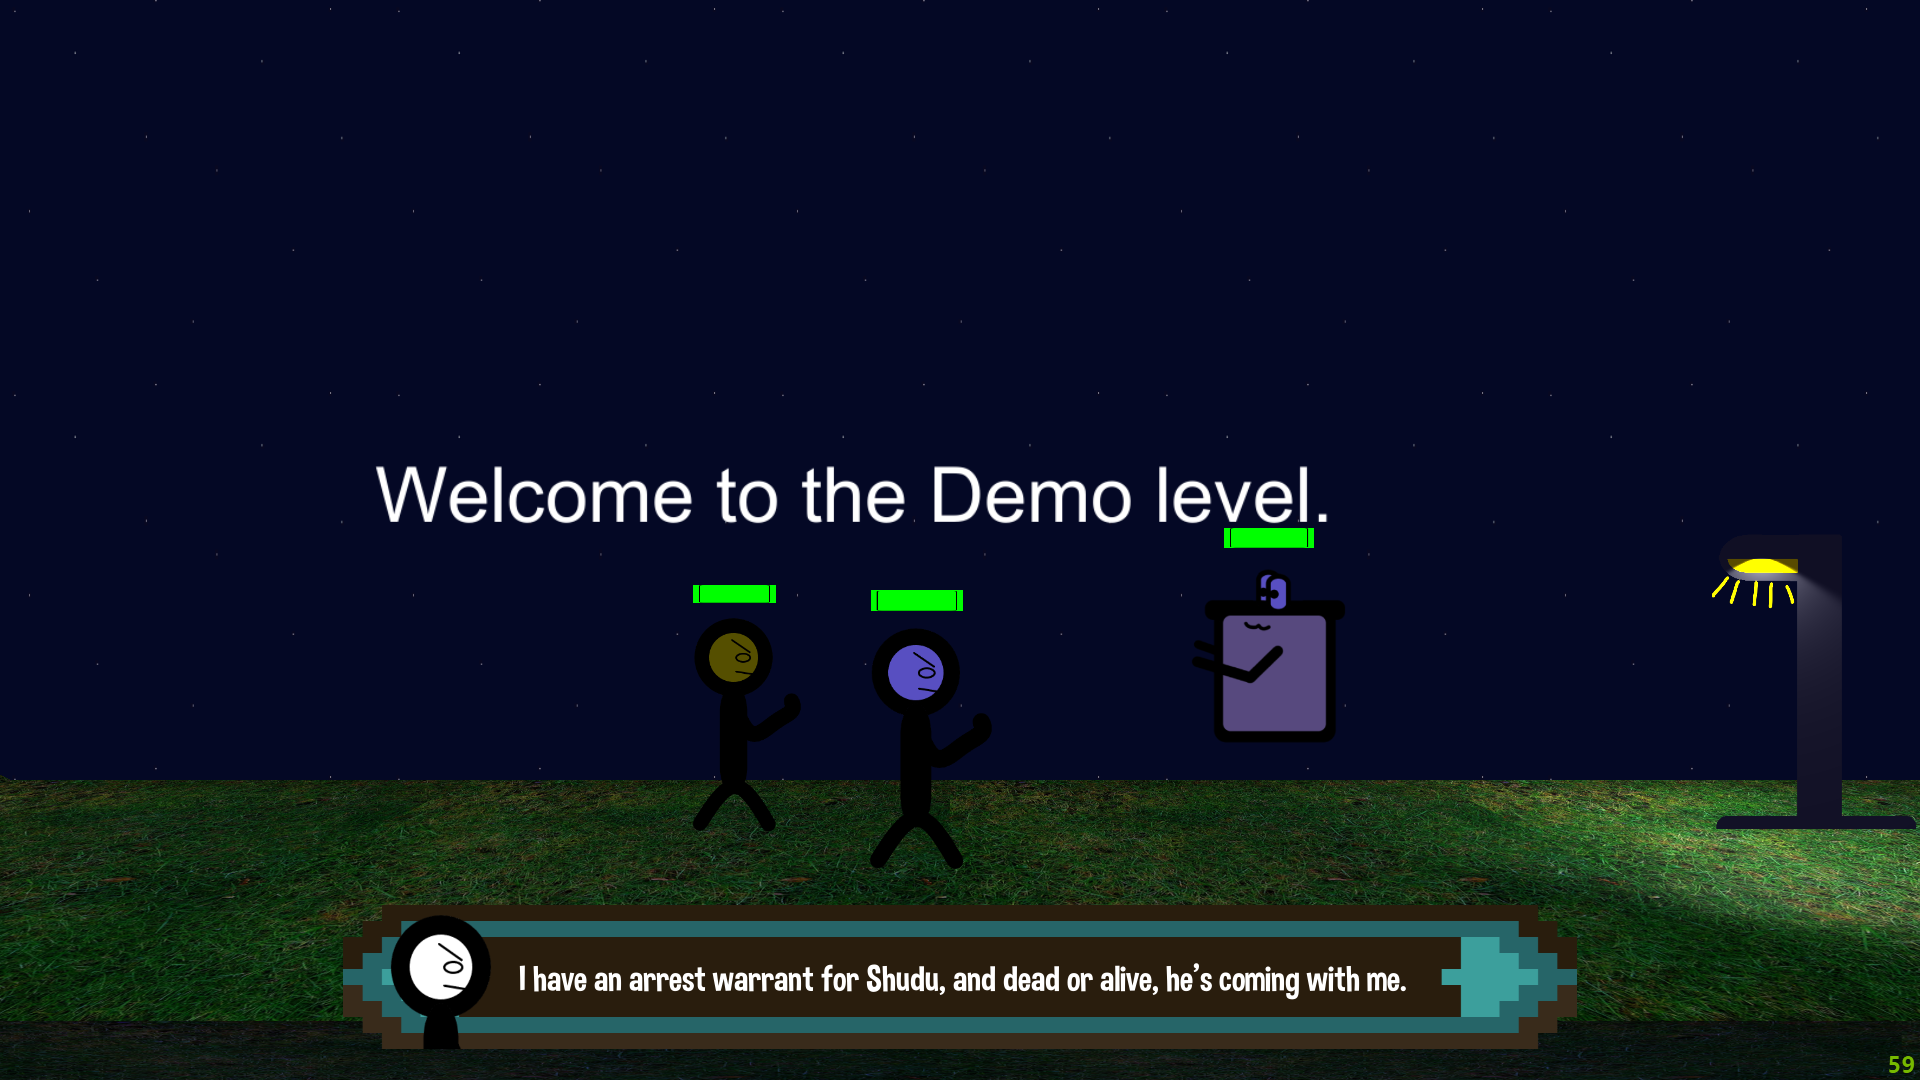 Welcome to the Demo level.
I have an arrest warrant for Shudu, and dead or alive, he's coming with me.
59